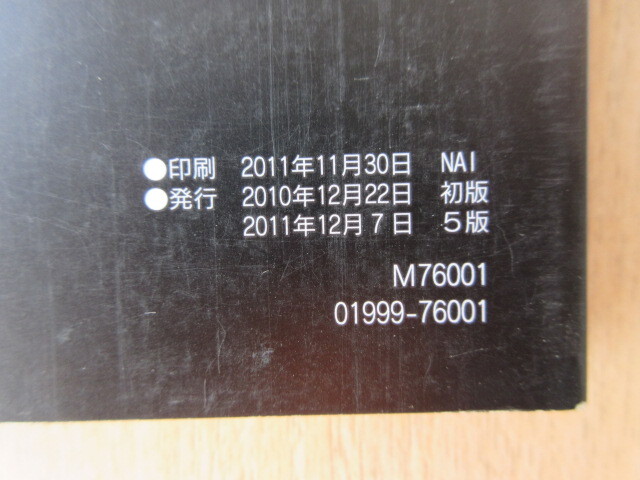 ●印刷 2011年11月30日 NAI
●発行 2010年12月22日 初版
2011年12月7日 5版
M76001
01999-76001